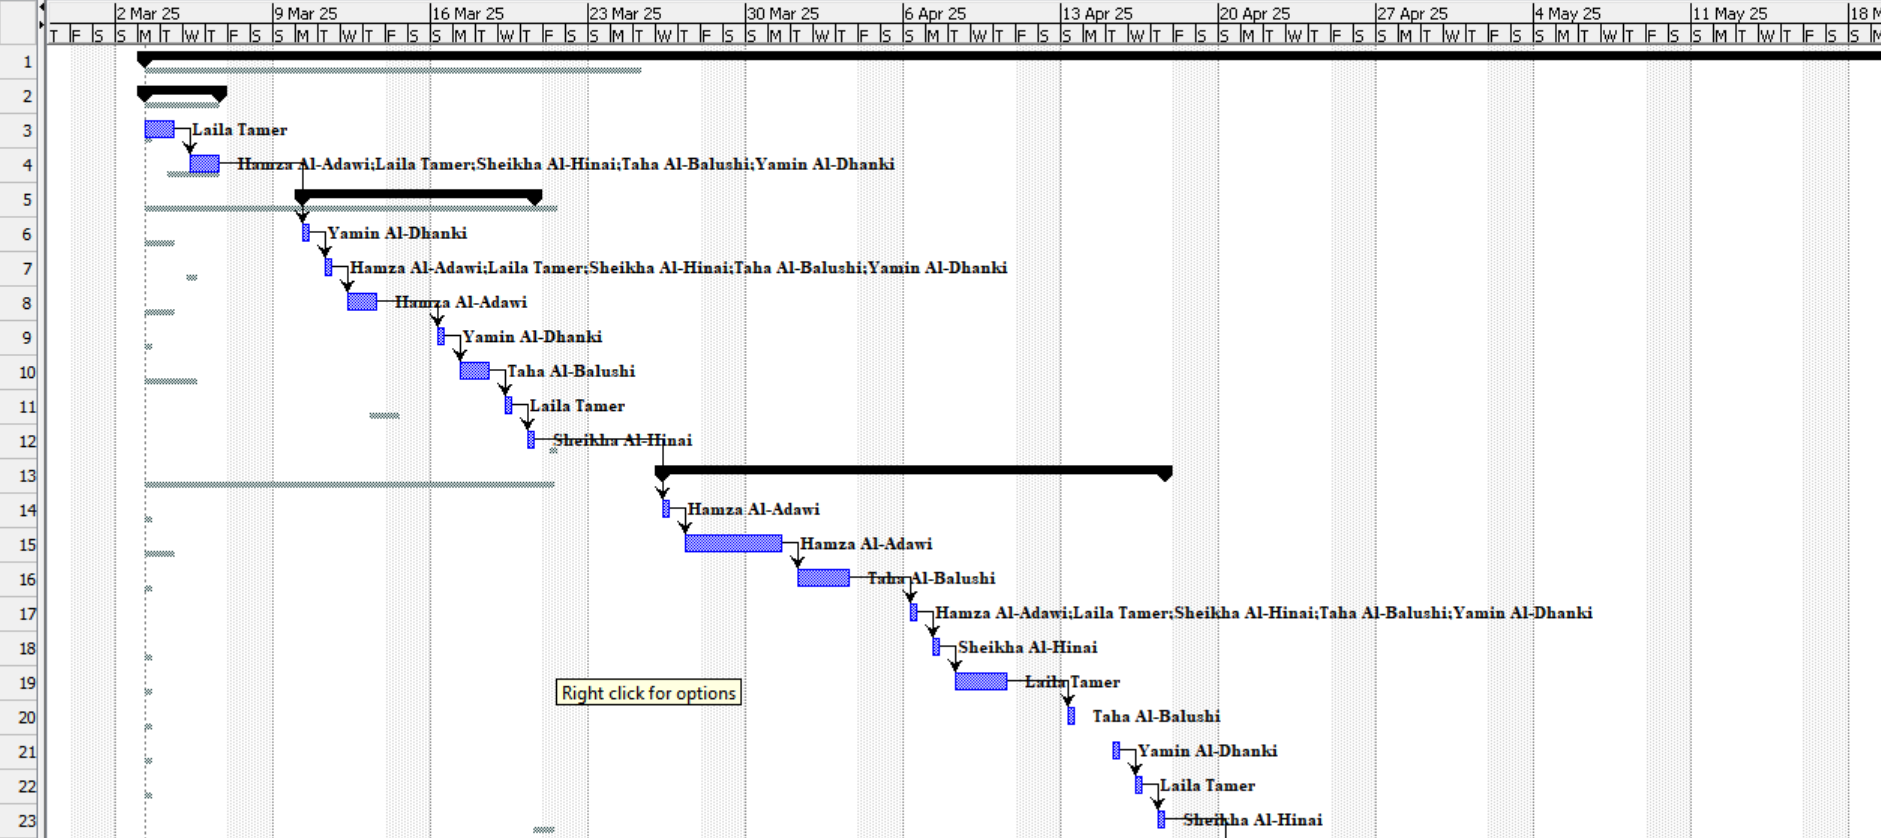 2 Mar 25 9 Mar 25 16 Mar 25 23 Mar 25 30 Mar 25 6 Apr 25 13 Apr 25 20 Apr 25 27 Apr 25 4 May 25 11 May 25 18 M
T F S S M T W T F S S M T W T F S S M T W T F S S M T W T F S S M T W T F S S M T W T F S S M T W T F S S M T W T F S S M T W T F S S M T W T F S S M T W T F S S M
1
2
3 Laila Tamer
4 Hamza Al-Adawi;Laila Tamer;Sheikha Al-Hinai;Taha Al-Balushi;Yamin Al-Dhanki
5
6 Yamin Al-Dhanki
7 Hamza Al-Adawi;Laila Tamer;Sheikha Al-Hinai;Taha Al-Balushi;Yamin Al-Dhanki
8 Hamza Al-Adawi
9 Yamin Al-Dhanki
10 Taha Al-Balushi
11 Laila Tamer
12 Sheikha Al-Hinai
13
14 Hamza Al-Adawi
15 Hamza Al-Adawi
16 Taha Al-Balushi
17 Hamza Al-Adawi;Laila Tamer;Sheikha Al-Hinai;Taha Al-Balushi;Yamin Al-Dhanki
18 Sheikha Al-Hinai
19 Laila Tamer
Right click for options
20 Taha Al-Balushi
21 Yamin Al-Dhanki
22 Laila Tamer
23 Sheikha Al-Hinai